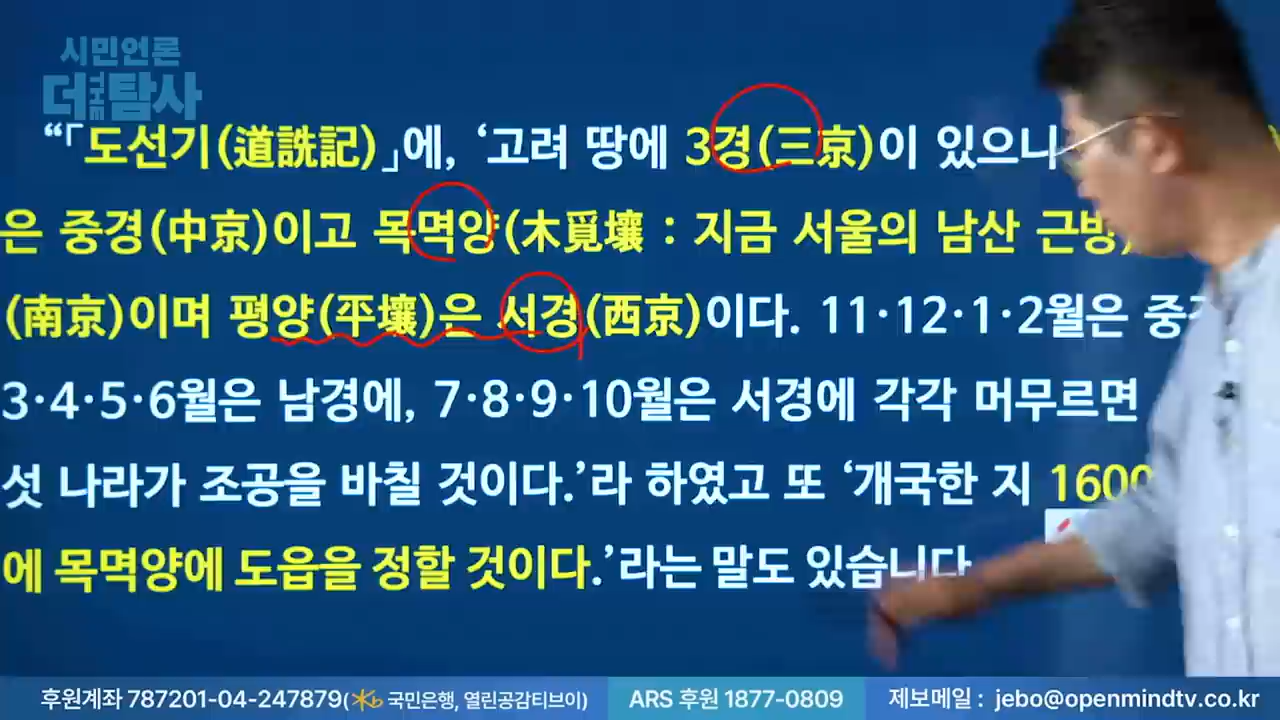 시민언론
더탐사
“「도선기(道詵記)」에, ‘고려 땅에 3경(三京)이 있으니
은 중경(中京)이고 목멱양(木覓壤 : 지금 서울의 남산 근방)
(南京)이며 평양(平壤)은 서경(西京)이다. 11·12·1·2월은
3·4·5·6월은 남경에, 7·8·9·10월은 서경에 각각 머무르면
섯 나라가 조공을 바칠 것이다.’라 하였고 또 ‘개국한 지 1600
에 목멱양에 도읍을 정할 것이다.’라는 말도 있습니다
후원계좌 787201-04-247879(국민은행, 열린공감티브이) ARS 후원 1877-0809 제보메일 : jebo@openmindtv.co.kr